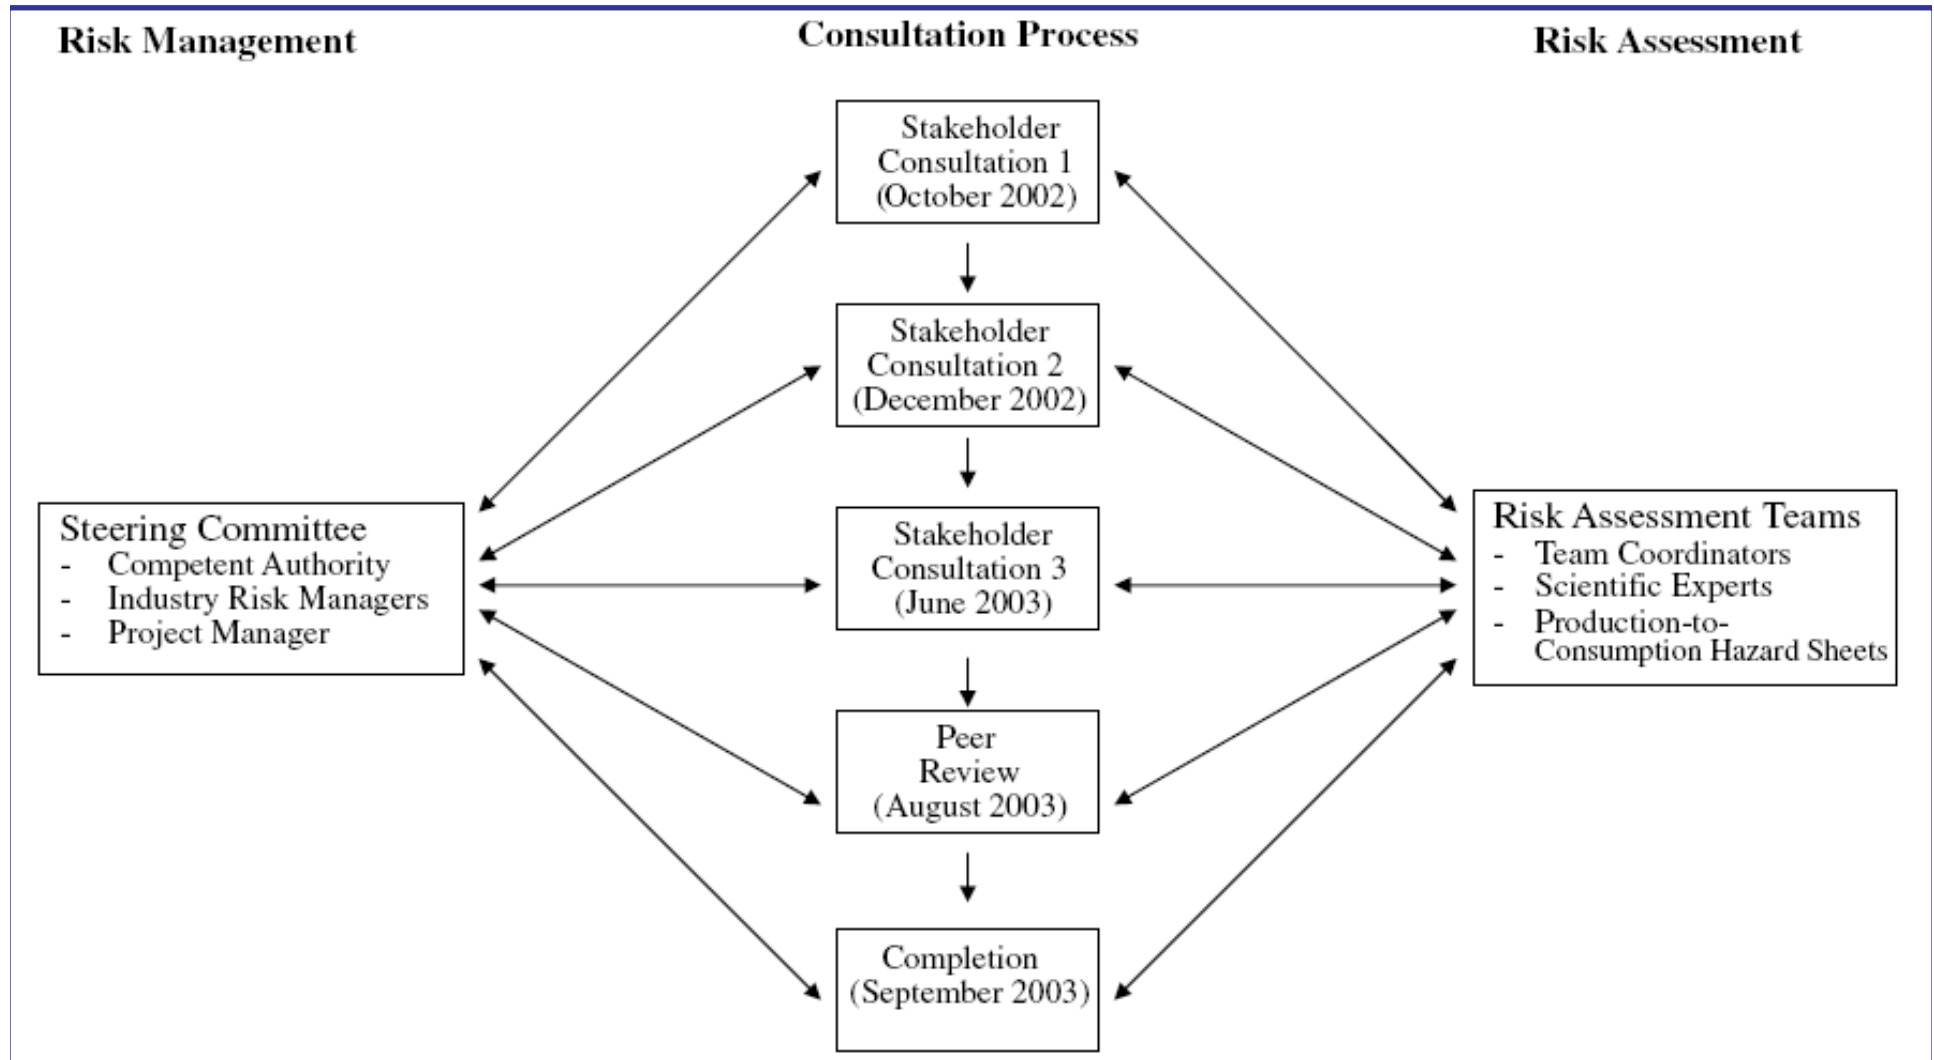 Risk Management
Consultation Process
Risk Assessment
Stakeholder
Consultation 1
(October 2002)
Stakeholder
Consultation 2
(December 2002)
Steering Committee
- Competent Authority
- Industry Risk Managers
- Project Manager
Stakeholder
Consultation 3
(June 2003)
Risk Assessment Teams
- Team Coordinators
- Scientific Experts
- Production-to-
Consumption Hazard Sheets
Peer
Review
(August 2003)
Completion
(September 2003)